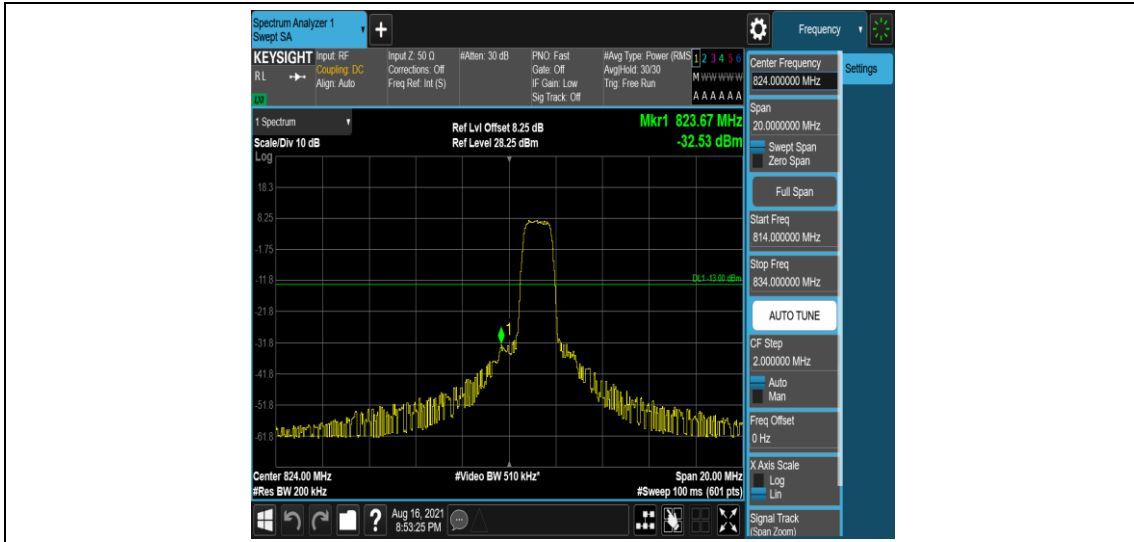 Spectrum Analyzer 1
Swept SA
Frequency
KEYSIGHT
RL
LXI
Input: RF
Coupling: DC
Align: Auto
Input Z: 50 Ω
Corrections: Off
Freq Ref: Int (S)
#Atten: 30 dB
PNO: Fast
Gate: Off
IF Gain: Low
Sig Track: Off
#Avg Type: Power (RMS
Avg|Hold: 30/30
Trig: Free Run
1 2 3 4 5 6
M W W W W W
A A A A A A
1 Spectrum
Scale/Div 10 dB
Log
Ref Lvl Offset 8.25 dB
Ref Level 28.25 dBm
Mkr1 823.67 MHz
-32.53 dBm
18.3
8.25
-1.75
-11.8
DL1 -13.00 dBm
-21.8
1
-31.8
-41.8
-51.8
-61.8
Center 824.00 MHz
#Res BW 200 kHz
#Video BW 510 kHz*
Span 20.00 MHz
#Sweep 100 ms (601 pts)
Center Frequency
824.000000 MHz
Settings
Span
20.0000000 MHz
Swept Span
Zero Span
Full Span
Start Freq
814.000000 MHz
Stop Freq
834.000000 MHz
AUTO TUNE
CF Step
2.000000 MHz
Auto
Man
Freq Offset
0 Hz
X Axis Scale
Log
Lin
Signal Track
(Span Zoom)
?
Aug 16, 2021
8:53:25 PM